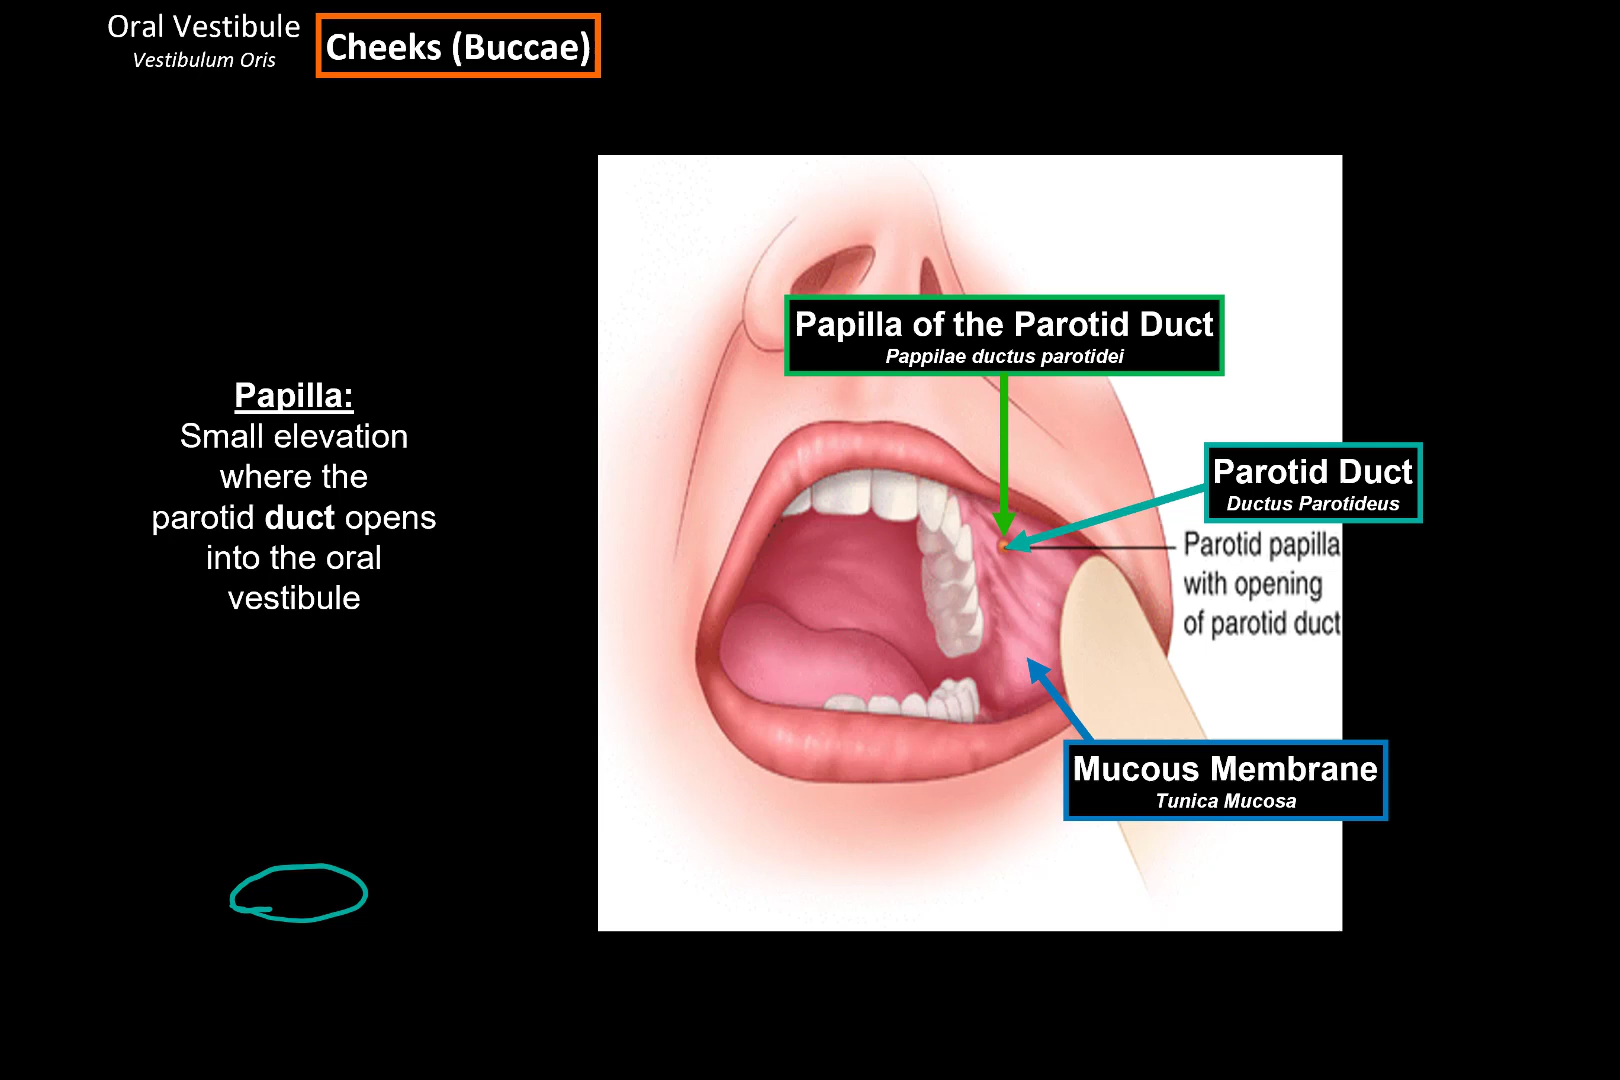 Oral Vestibule
Vestibulum Oris
Cheeks (Buccae)
Papilla of the Parotid Duct
Pappilae ductus parotidei
Papilla:
Small elevation
where the
parotid duct opens
into the oral
vestibule
Parotid Duct
Ductus Parotideus
Parotid papilla
with opening
of parotid duct
Mucous Membrane
Tunica Mucosa